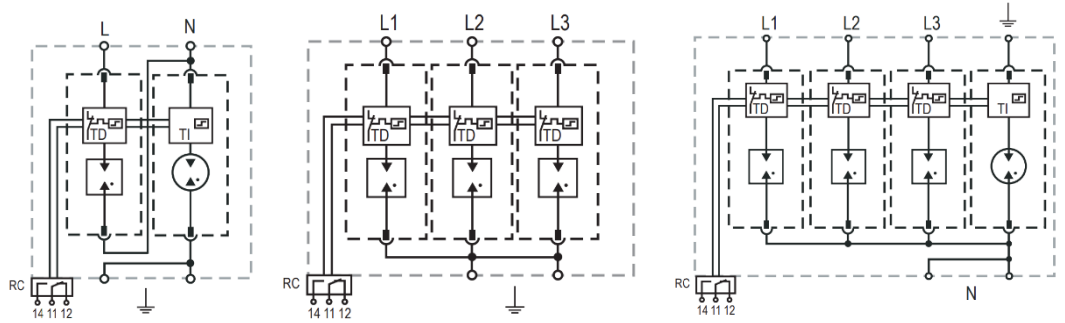 L N
TD TI
RC
14 11 12
L1 L2 L3
TD TD TD
RC
14 11 12
L1 L2 L3
TD TD TD TI
RC
14 11 12
N